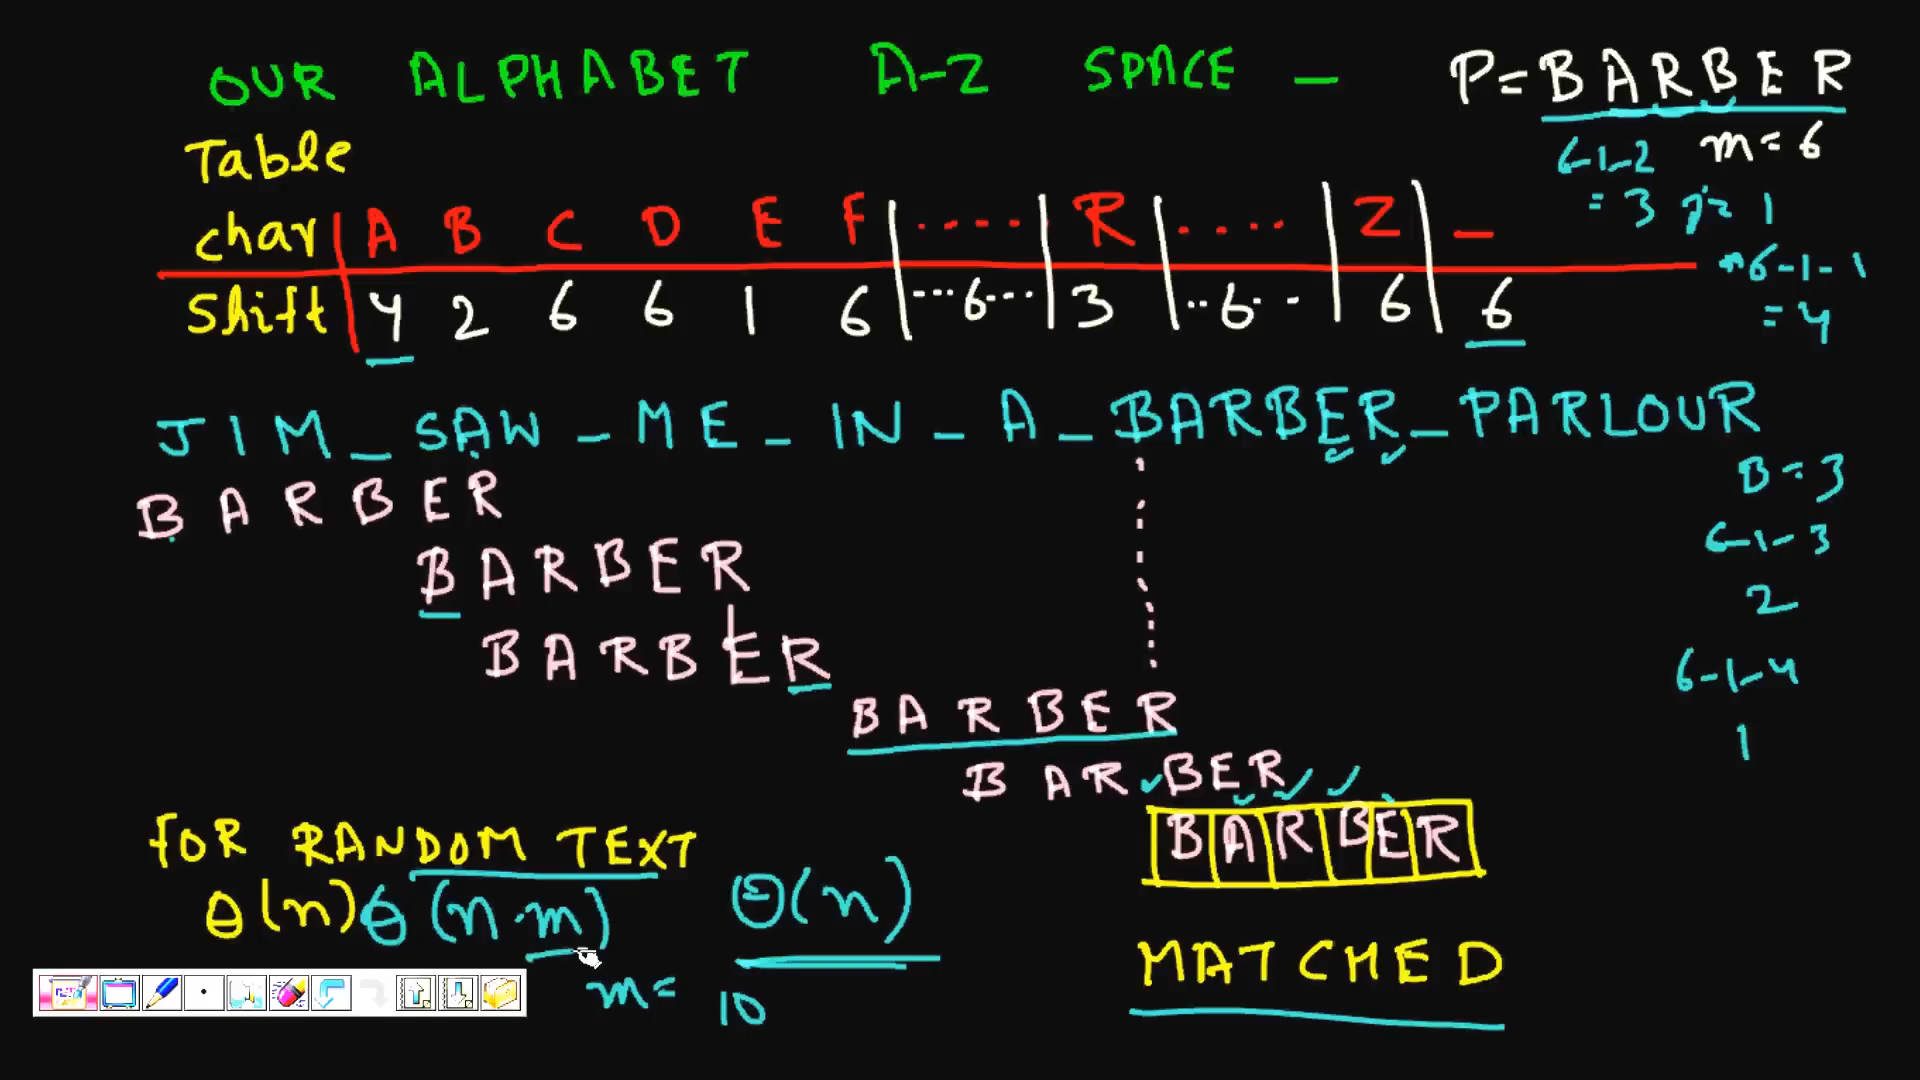 OUR ALPHABET A-Z SPACE _ P=BARBER
Table
6-1-2 m=6
= 3 j= 1
char A B C D E F .... R .... Z _
6-1-1
= 4
Shift 4 2 6 6 1 6 ...6... 3 ..6.. 6 6
JIM_SAW_ME_IN_A_BARBER_PARLOUR
B = 3
BARBER
6-1-3
BARBER
2
BARBER
6-1-4
BARBER
1
BARBER
BARBER
FOR RANDOM TEXT
θ(n) θ(n·m) Θ(n)
MATCHED
m= 10